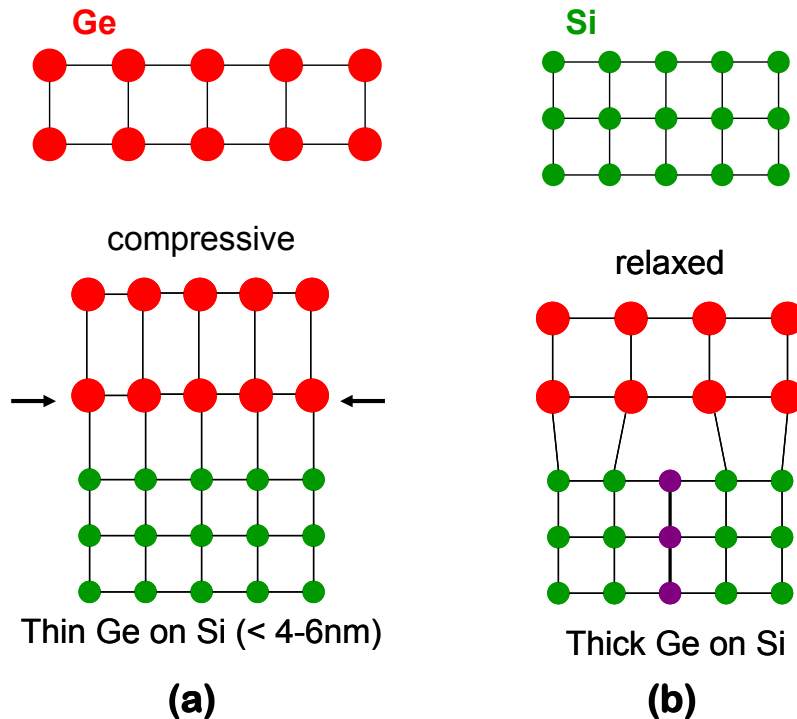 Ge
Si
compressive
relaxed
Thin Ge on Si (< 4-6nm)
Thick Ge on Si
(a)
(b)